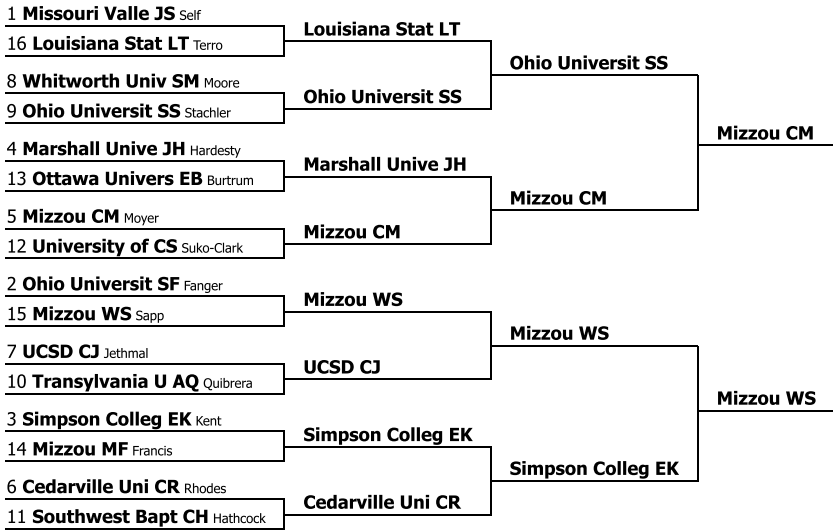 1 Missouri Valle JS Self
16 Louisiana Stat LT Terro
8 Whitworth Univ SM Moore
9 Ohio Universit SS Stachler
4 Marshall Unive JH Hardesty
13 Ottawa Univers EB Burtrum
5 Mizzou CM Moyer
12 University of CS Suko-Clark
2 Ohio Universit SF Fanger
15 Mizzou WS Sapp
7 UCSD CJ Jethmal
10 Transylvania U AQ Quibrera
3 Simpson Colleg EK Kent
14 Mizzou MF Francis
6 Cedarville Uni CR Rhodes
11 Southwest Bapt CH Hathcock
Louisiana Stat LT
Ohio Universit SS
Marshall Unive JH
Mizzou CM
Mizzou WS
UCSD CJ
Simpson Colleg EK
Cedarville Uni CR
Ohio Universit SS
Mizzou CM
Mizzou WS
Simpson Colleg EK
Mizzou CM
Mizzou WS